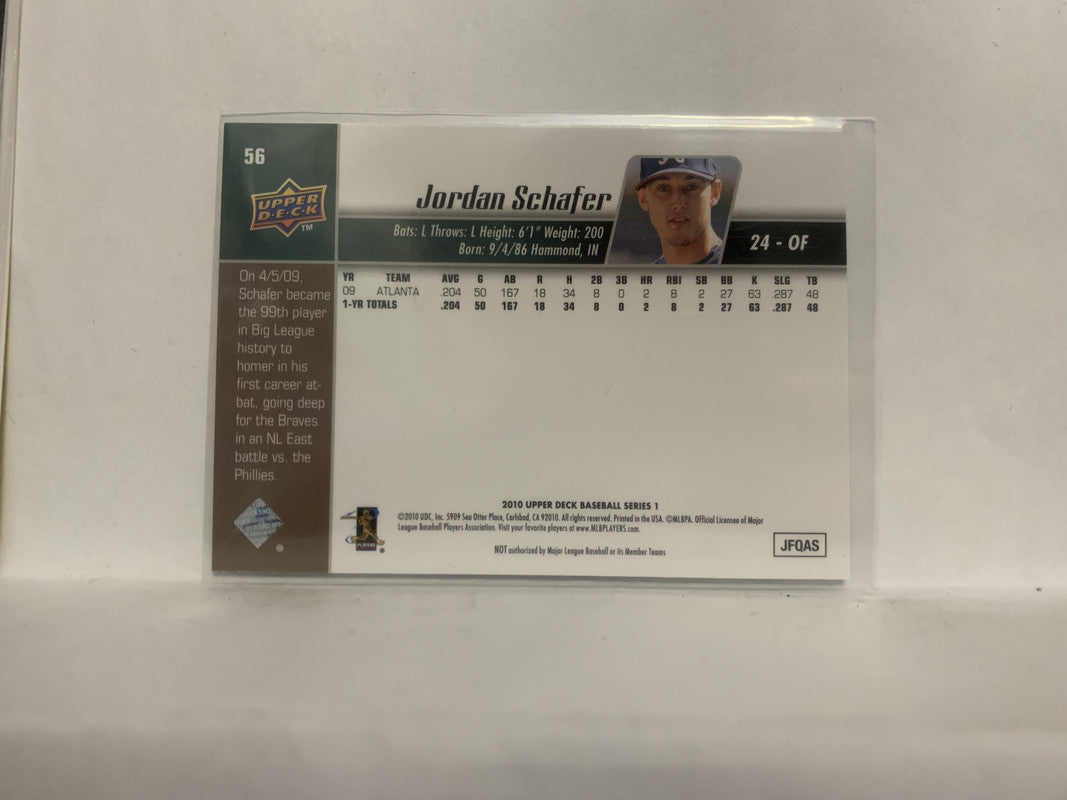 56
UPPER
D·E·C·K
TM
Jordan Schafer
Bats: L Throws: L Height: 6'1" Weight: 200
Born: 9/4/86 Hammond, IN
24 - OF
On 4/5/09,
Schafer became
the 99th player
in Big League
history to
homer in his
first career at-
bat, going deep
for the Braves
in an NL East
battle vs. the
Phillies.
®
YR TEAM AVG G AB R H 2B 3B HR RBI SB BB K SLG TB
09 ATLANTA .204 50 167 18 34 8 0 2 8 2 27 63 .287 48
1-YR TOTALS .204 50 167 18 34 8 0 2 8 2 27 63 .287 48
2010 UPPER DECK BASEBALL SERIES 1
©2010 UDC, Inc. 5909 Sea Otter Place, Carlsbad, CA 92010. All rights reserved. Printed in the USA. ©MLBPA. Official Licensee of Major
League Baseball Players Association. Visit your favorite players at www.MLBPLAYERS.com.
NOT authorized by Major League Baseball or its Member Teams
PLAYERS
JFQAS